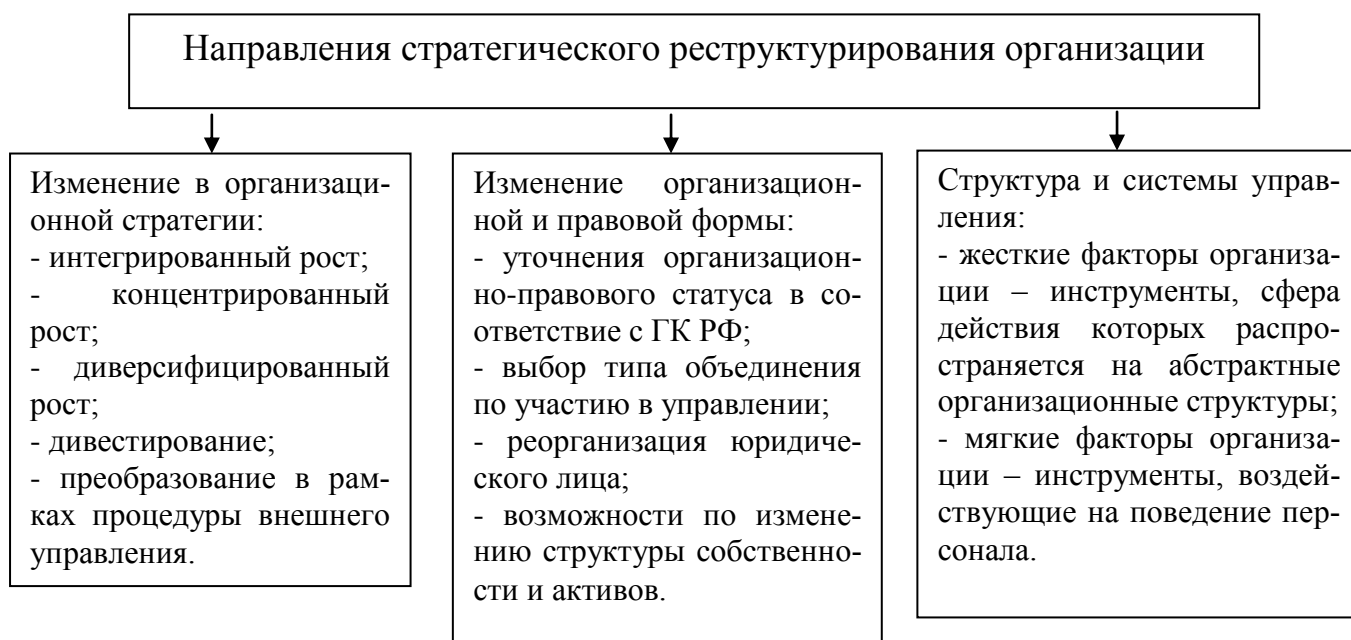 Направления стратегического реструктурирования организации
Изменение в организаци-
онной стратегии:
- интегрированный рост;
- концентрированный
рост;
- диверсифицированный
рост;
- дивестирование;
- преобразование в рам-
ках процедуры внешнего
управления.
Изменение организацион-
ной и правовой формы:
- уточнения организацион-
но-правового статуса в со-
ответствие с ГК РФ;
- выбор типа объединения
по участию в управлении;
- реорганизация юридиче-
ского лица;
- возможности по измене-
нию структуры собственно-
сти и активов.
Структура и системы управ-
ления:
- жесткие факторы организа-
ции – инструменты, сфера
действия которых распро-
страняется на абстрактные
организационные структуры;
- мягкие факторы организа-
ции – инструменты, воздей-
ствующие на поведение пер-
сонала.